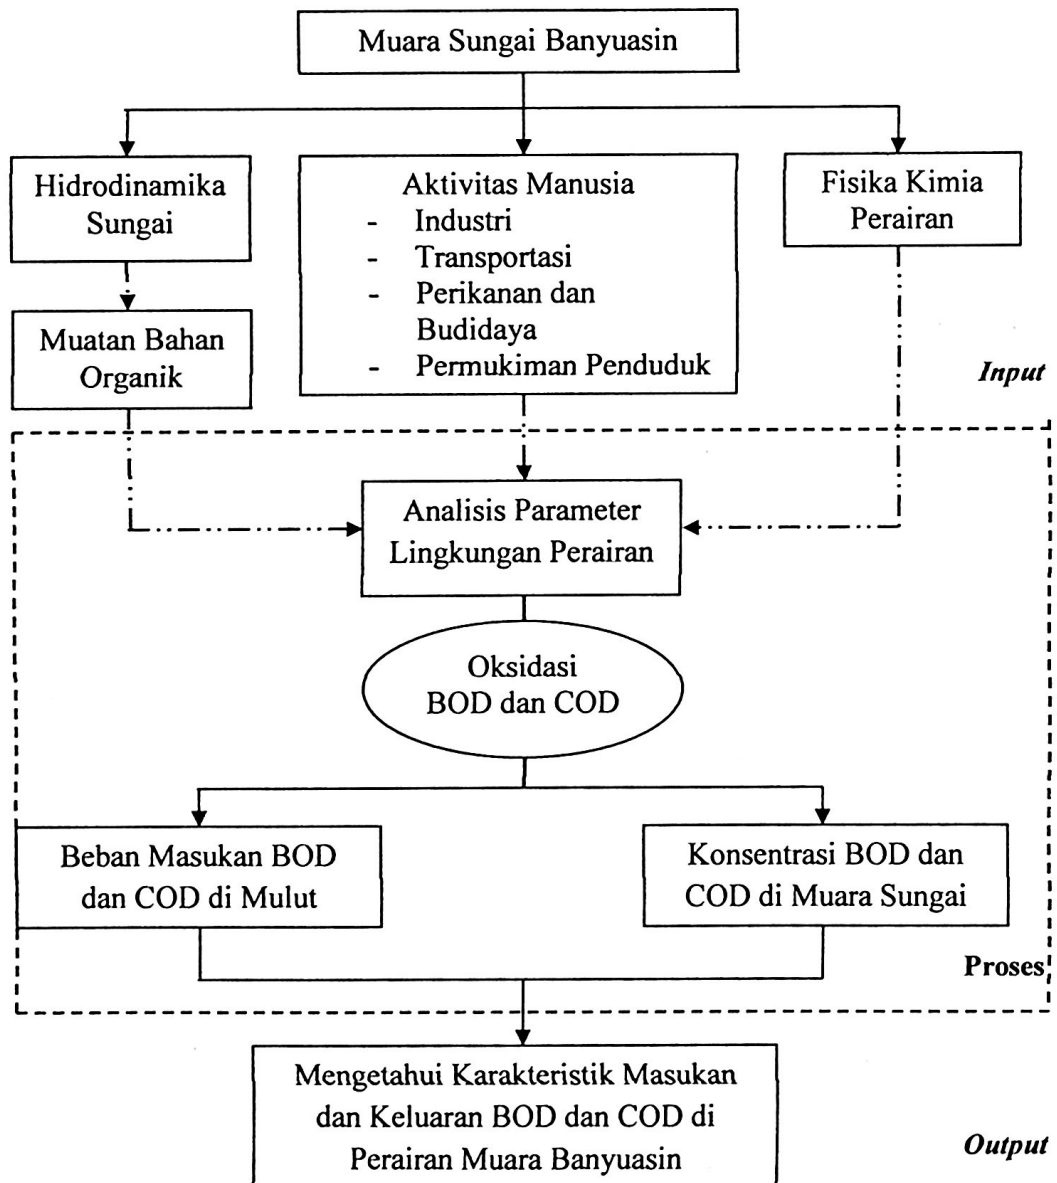 Muara Sungai Banyuasin
Hidrodinamika
Sungai
Aktivitas Manusia
- Industri
- Transportasi
- Perikanan dan
Budidaya
- Permukiman Penduduk
Fisika Kimia
Perairan
Muatan Bahan
Organik
Input
Analisis Parameter
Lingkungan Perairan
Oksidasi
BOD dan COD
Beban Masukan BOD
dan COD di Mulut
Konsentrasi BOD dan
COD di Muara Sungai
Proses
Mengetahui Karakteristik Masukan
dan Keluaran BOD dan COD di
Perairan Muara Banyuasin
Output